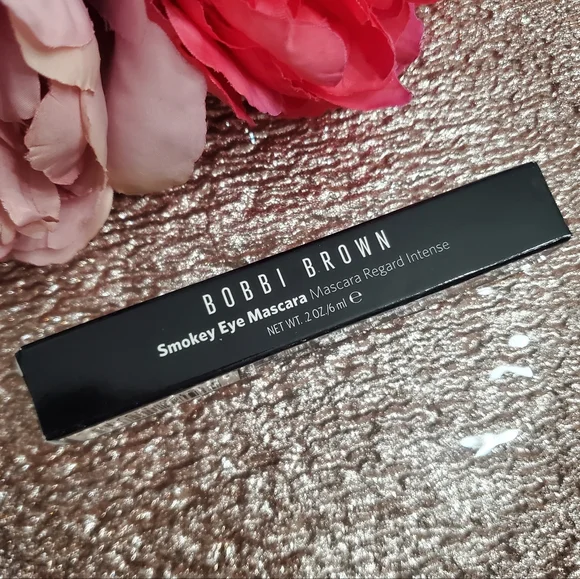 BOBBI BROWN
Smokey Eye Mascara Mascara Regard Intense
NET WT. .2 OZ./6 ml ℮